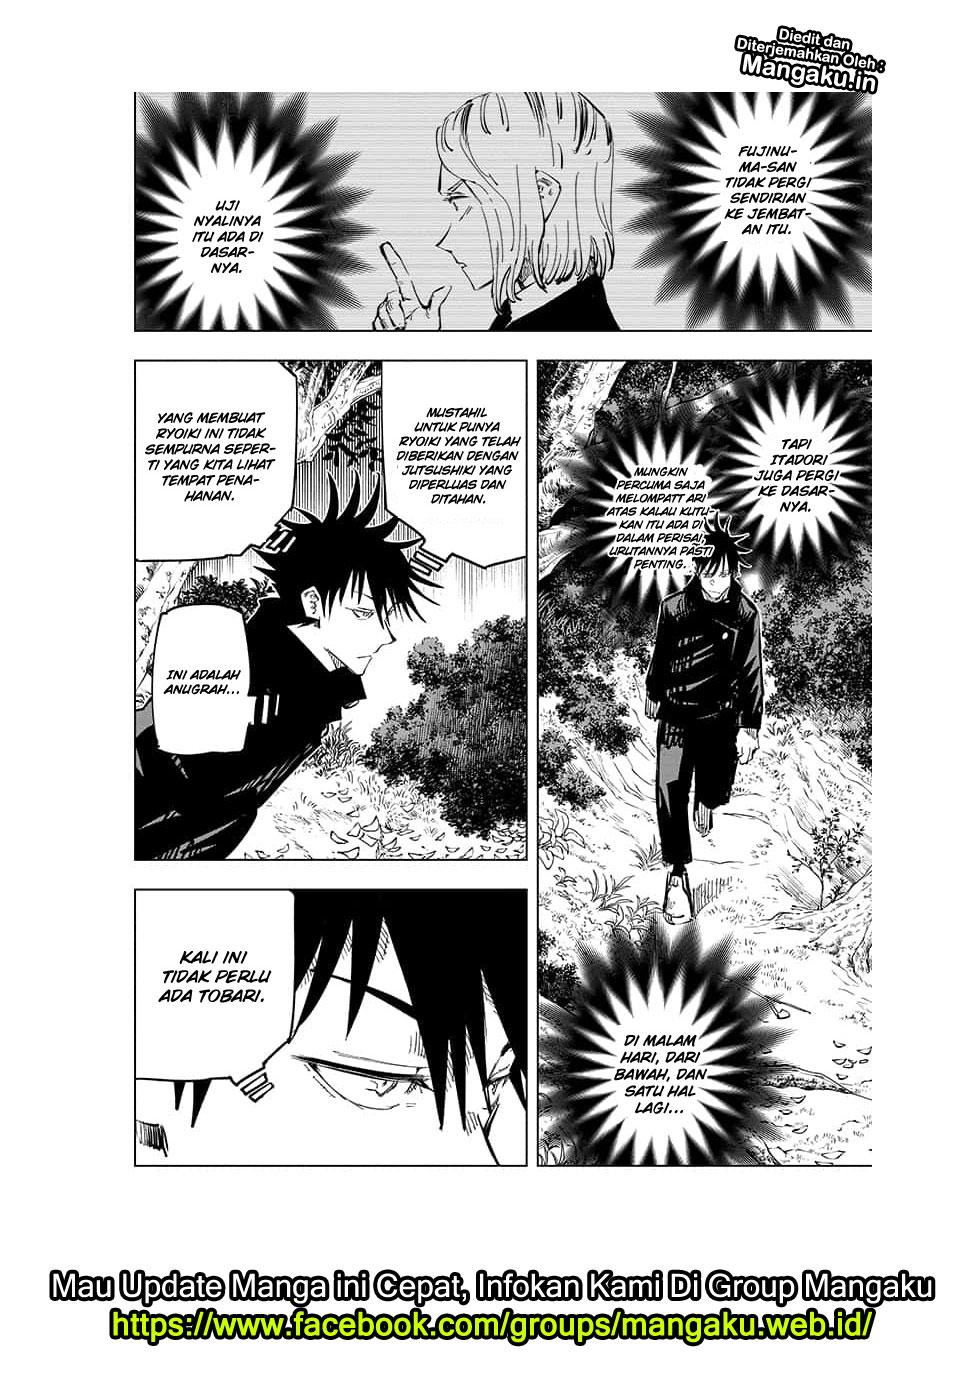 Diedit dan
Diterjemahkan Oleh :
Mangaku.in
FUJINU-
MA-SAN
TIDAK PERGI
SENDIRIAN
KE JEMBAT-
AN ITU.
UJI
NYALINYA
ITU ADA DI
DASAR-
NYA.
TAPI
ITADORI
JUGA PERGI
KE DASAR-
NYA.
MUNGKIN
PERCUMA SAJA
MELOMPATT ARI
ATAS KALAU KUTU-
KAN ITU ADA DI
DALAM PERISAI,
URUTANNYA PASTI
PENTING.
DI MALAM
HARI, DARI
BAWAH, DAN
SATU HAL
LAGI...
MUSTAHIL
UNTUK PUNYA
RYOIKI YANG TELAH
DIBERIKAN DENGAN
JUTSUSHIKI YANG
DIPERLUAS DAN
DITAHAN.
YANG MEMBUAT
RYOIKI INI TIDAK
SEMPURNA SEPER-
TI YANG KITA LIHAT
TEMPAT PENA-
HANAN.
INI ADALAH
ANUGRAH...
KALI INI
TIDAK PERLU
ADA TOBARI.
Mau Update Manga ini Cepat, Infokan Kami Di Group Mangaku
https://www.facebook.com/groups/mangaku.web.id/